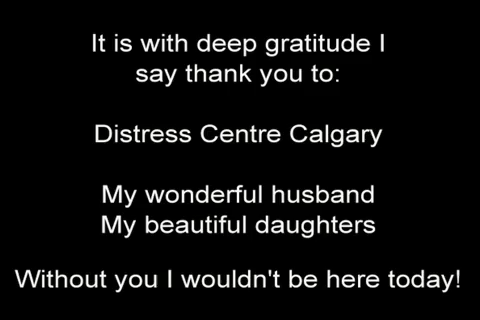 It is with deep gratitude I
say thank you to:
Distress Centre Calgary
My wonderful husband
My beautiful daughters
Without you I wouldn't be here today!